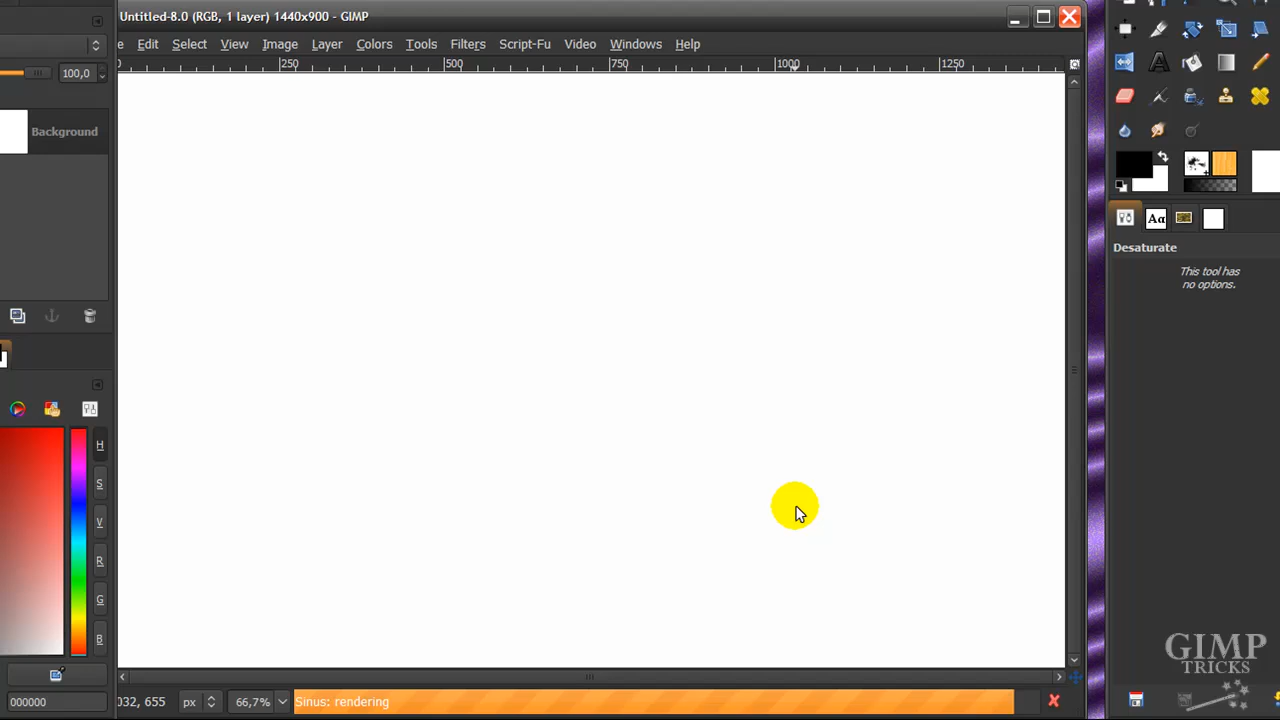 Untitled-8.0 (RGB, 1 layer) 1440x900 - GIMP
e Edit Select View Image Layer Colors Tools Filters Script-Fu Video Windows Help
100,0
0 250 500 750 1000 1250
Background
Aα
Desaturate
This tool has
no options.
H
S
V
R
G
B
GIMP
TRICKS
000000
032, 655 px 66,7% Sinus: rendering